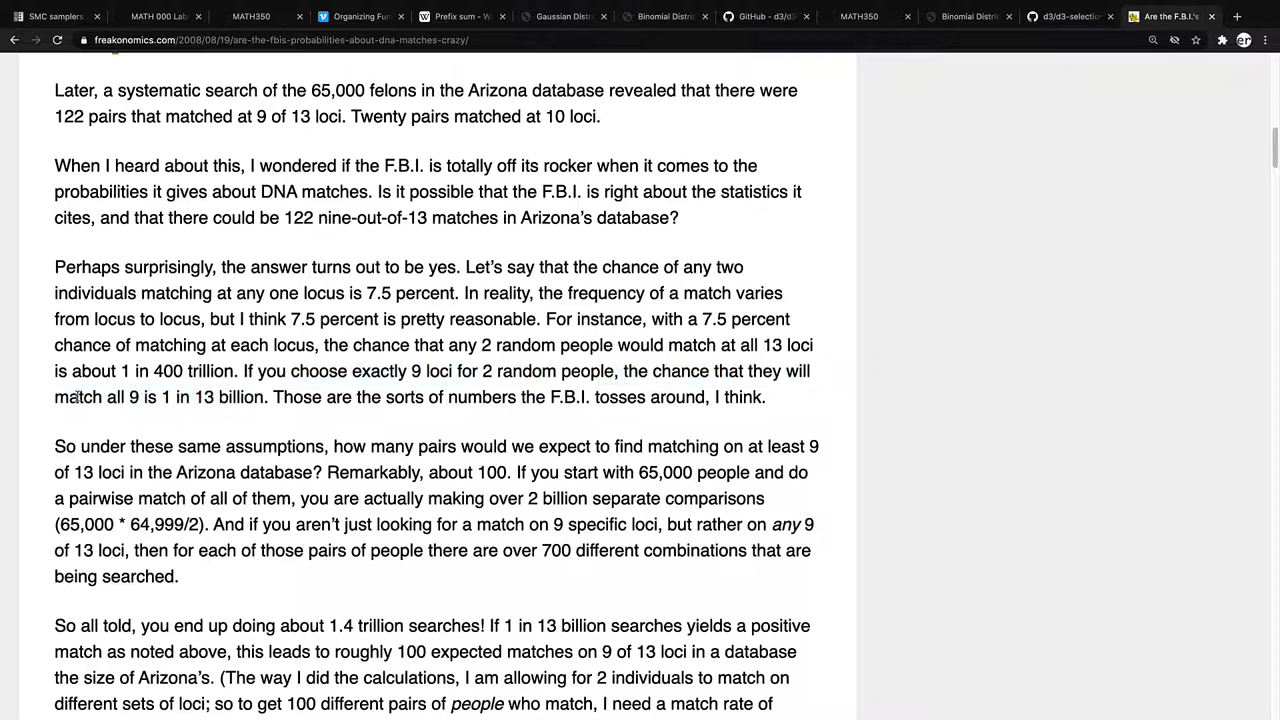 SMC samplers
MATH 000 Lab
MATH350
Organizing Fun
Prefix sum - W
Gaussian Distr
Binomial Distric
GitHub - d3/d3
MATH350
Binomial Distric
d3/d3-selection
Are the F.B.I.'s
freakonomics.com/2008/08/19/are-the-fbis-probabilities-about-dna-matches-crazy/
Later, a systematic search of the 65,000 felons in the Arizona database revealed that there were
122 pairs that matched at 9 of 13 loci. Twenty pairs matched at 10 loci.
When I heard about this, I wondered if the F.B.I. is totally off its rocker when it comes to the
probabilities it gives about DNA matches. Is it possible that the F.B.I. is right about the statistics it
cites, and that there could be 122 nine-out-of-13 matches in Arizona's database?
Perhaps surprisingly, the answer turns out to be yes. Let's say that the chance of any two
individuals matching at any one locus is 7.5 percent. In reality, the frequency of a match varies
from locus to locus, but I think 7.5 percent is pretty reasonable. For instance, with a 7.5 percent
chance of matching at each locus, the chance that any 2 random people would match at all 13 loci
is about 1 in 400 trillion. If you choose exactly 9 loci for 2 random people, the chance that they will
match all 9 is 1 in 13 billion. Those are the sorts of numbers the F.B.I. tosses around, I think.
So under these same assumptions, how many pairs would we expect to find matching on at least 9
of 13 loci in the Arizona database? Remarkably, about 100. If you start with 65,000 people and do
a pairwise match of all of them, you are actually making over 2 billion separate comparisons
(65,000 * 64,999/2). And if you aren't just looking for a match on 9 specific loci, but rather on any 9
of 13 loci, then for each of those pairs of people there are over 700 different combinations that are
being searched.
So all told, you end up doing about 1.4 trillion searches! If 1 in 13 billion searches yields a positive
match as noted above, this leads to roughly 100 expected matches on 9 of 13 loci in a database
the size of Arizona's. (The way I did the calculations, I am allowing for 2 individuals to match on
different sets of loci; so to get 100 different pairs of people who match, I need a match rate of